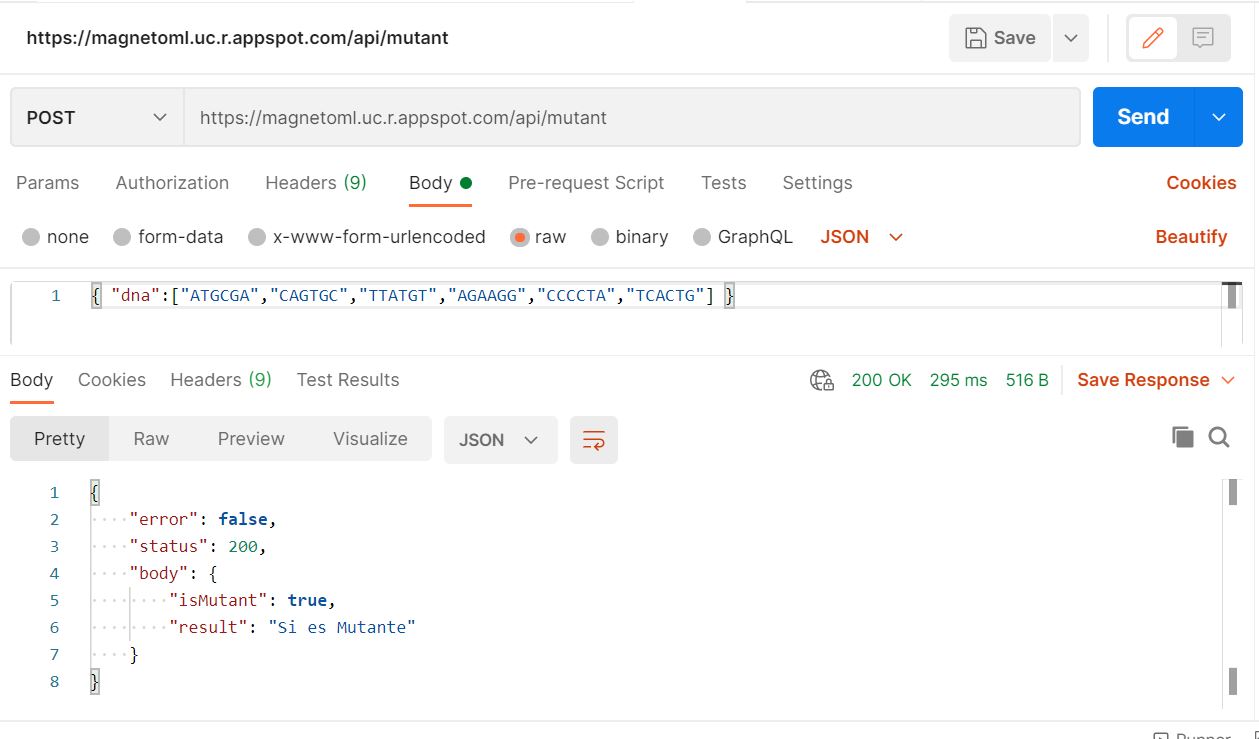 https://magnetoml.uc.r.appspot.com/api/mutant Save
POST https://magnetoml.uc.r.appspot.com/api/mutant Send
Params Authorization Headers (9) Body Pre-request Script Tests Settings Cookies
none form-data x-www-form-urlencoded raw binary GraphQL JSON Beautify
1 { "dna":["ATGCGA","CAGTGC","TTATGT","AGAAGG","CCCCTA","TCACTG"] }
Body Cookies Headers (9) Test Results 200 OK 295 ms 516 B Save Response
Pretty Raw Preview Visualize JSON
1 {
2 "error": false,
3 "status": 200,
4 "body": {
5 "isMutant": true,
6 "result": "Si es Mutante"
7 }
8 }